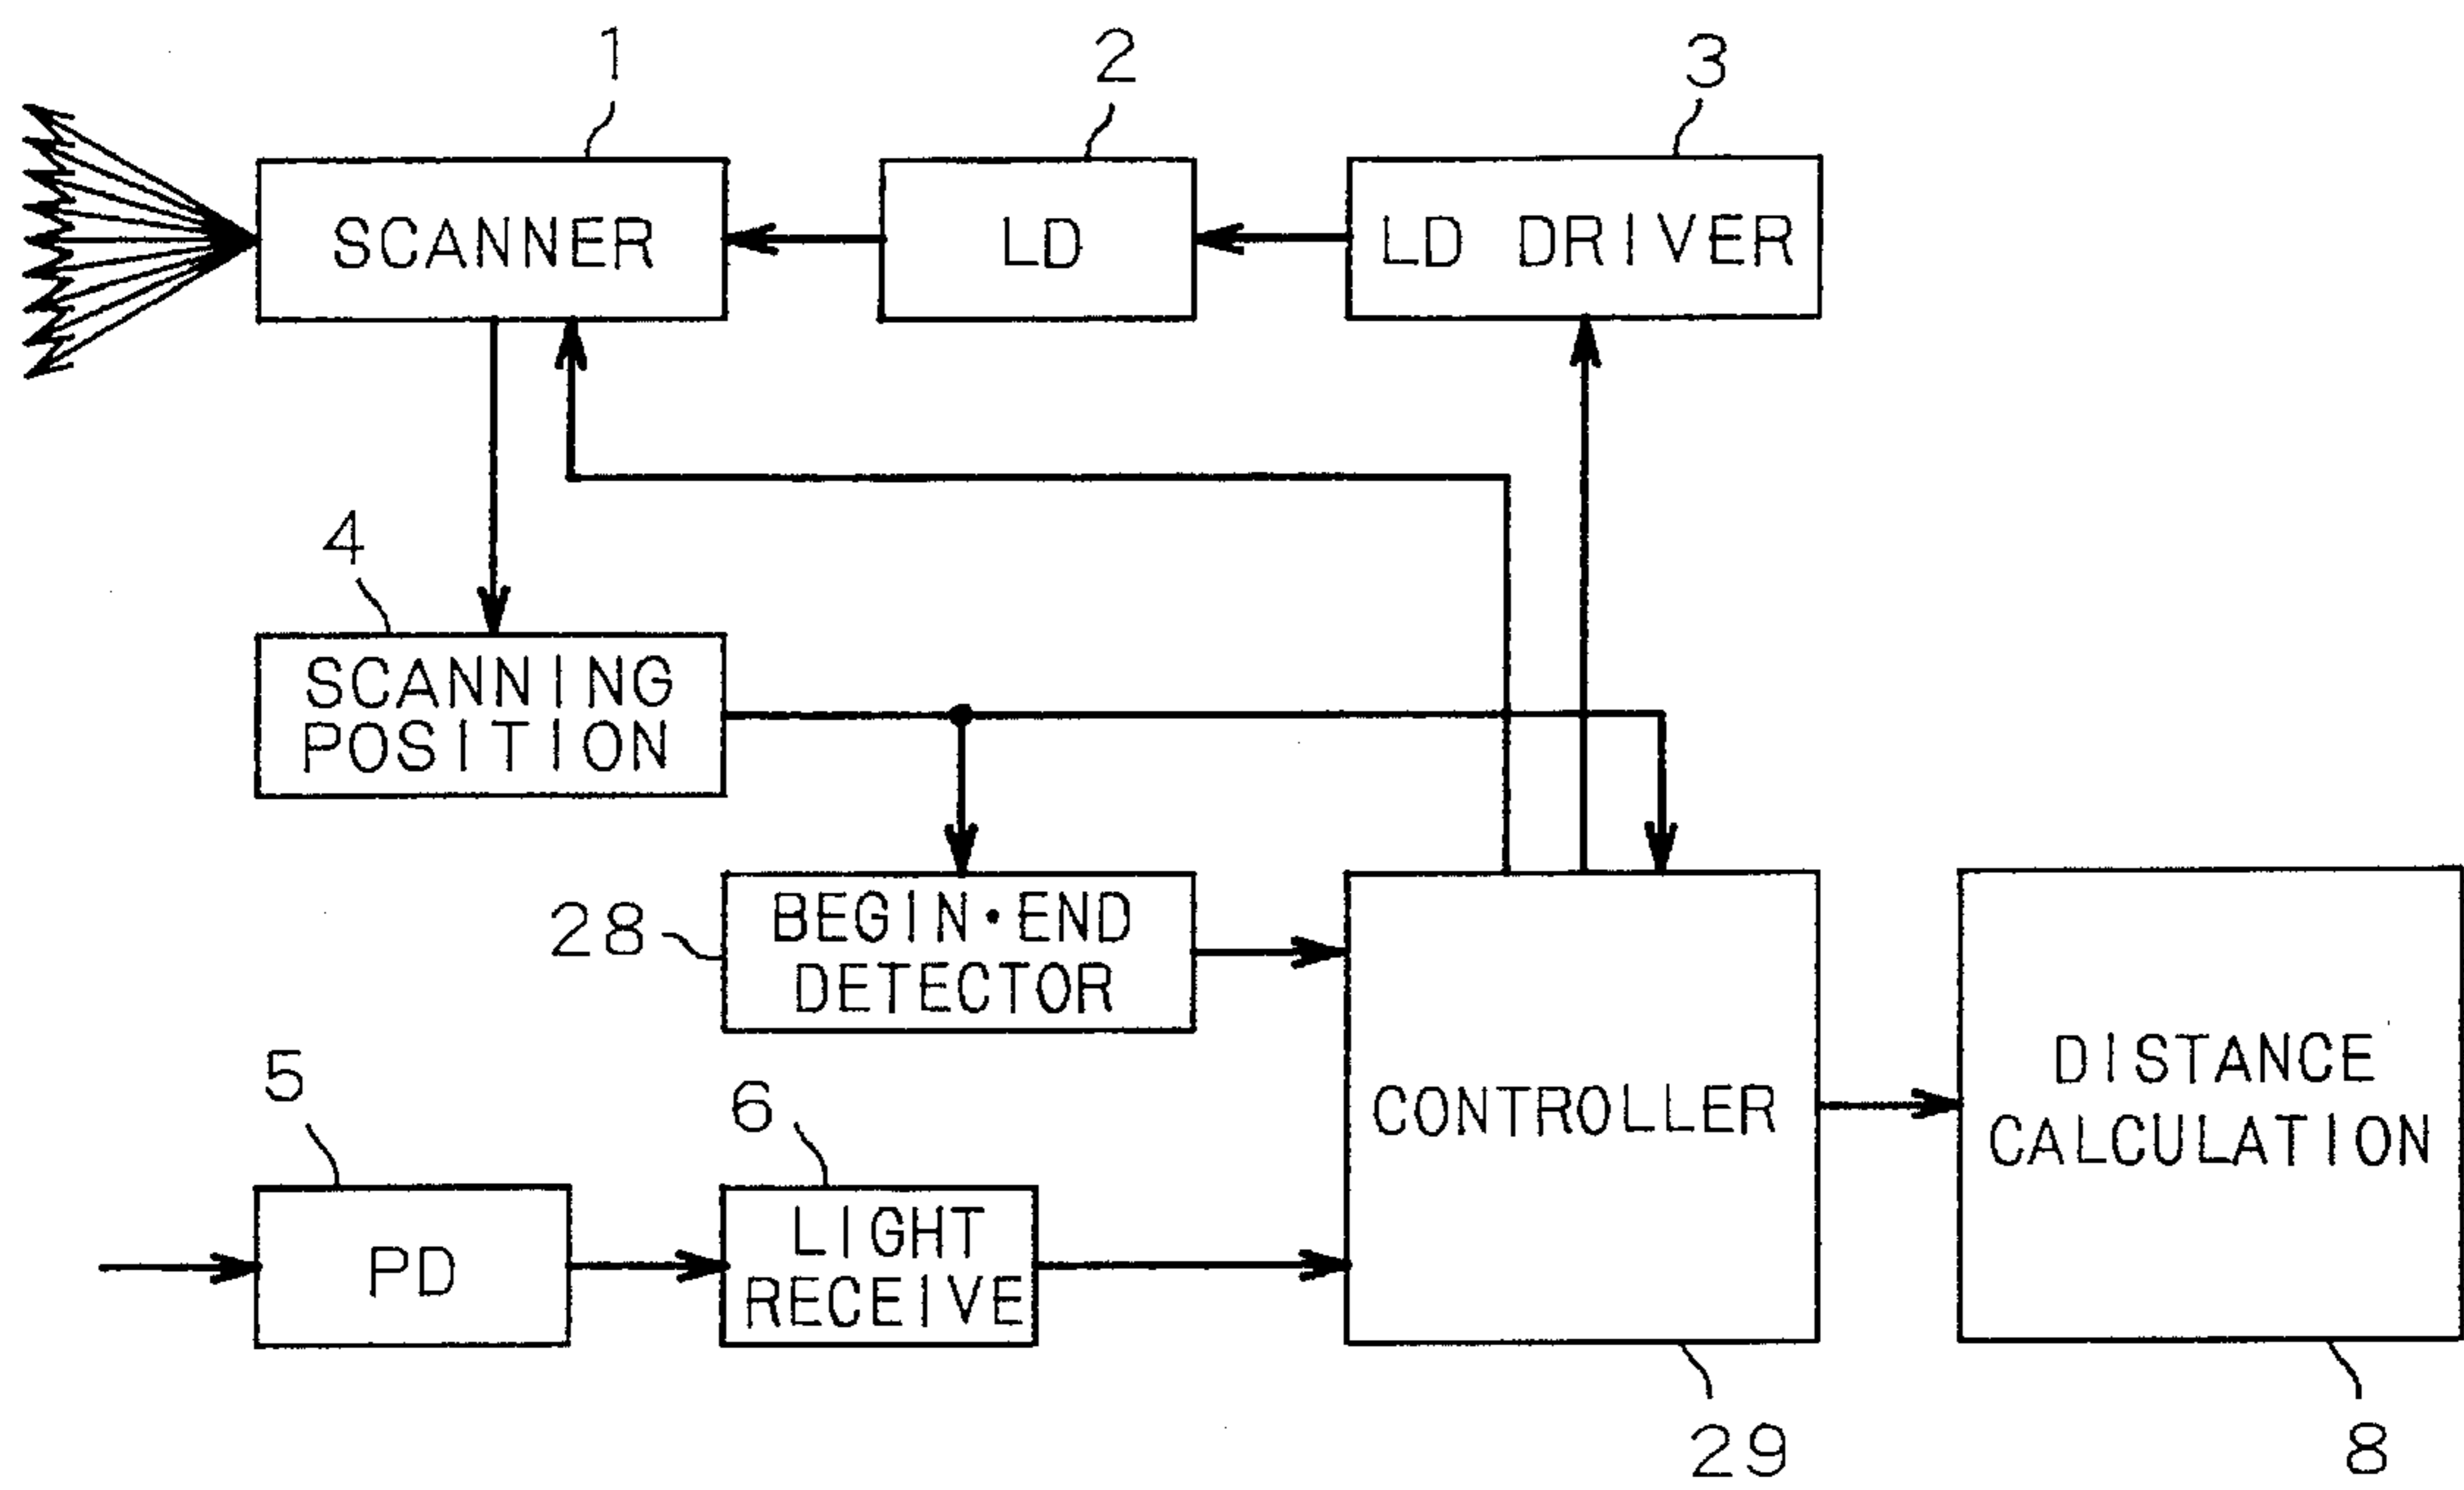 1
2
3
SCANNER
LD
LD DRIVER
4
SCANNING
POSITION
28
BEGIN·END
DETECTOR
5
6
PD
LIGHT
RECEIVE
CONTROLLER
DISTANCE
CALCULATION
29
8